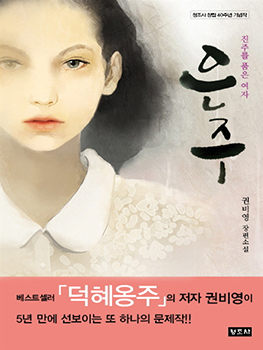 청조사 창립 40주년 기념작
진주를 품은 여자
은주
권비영
장편소설
베스트셀러 「덕혜옹주」의 저자 권비영이
5년 만에 선보이는 또 하나의 문제작!!
청조사